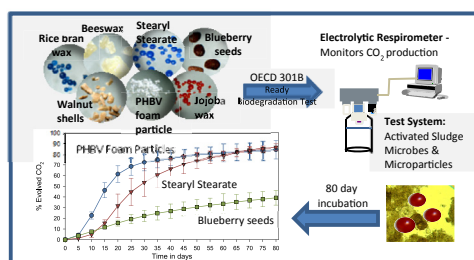 Rice bran
wax
Beeswax
Stearyl
Stearate
Blueberry
seeds
Walnut
shells
PHBV
foam
particle
Jojoba
wax
OECD 301B
Ready
Biodegradation Test
Electrolytic Respirometer -
Monitors CO2 production
Test System:
Activated Sludge
Microbes &
Microparticles
80 day
incubation
PHBV Foam Particles
Stearyl Stearate
Blueberry seeds
% Evolved CO2
100
90
80
70
60
50
40
30
20
10
0
0 5 10 15 20 25 30 35 40 45 50 55 60 65 70 75 80
Time in days